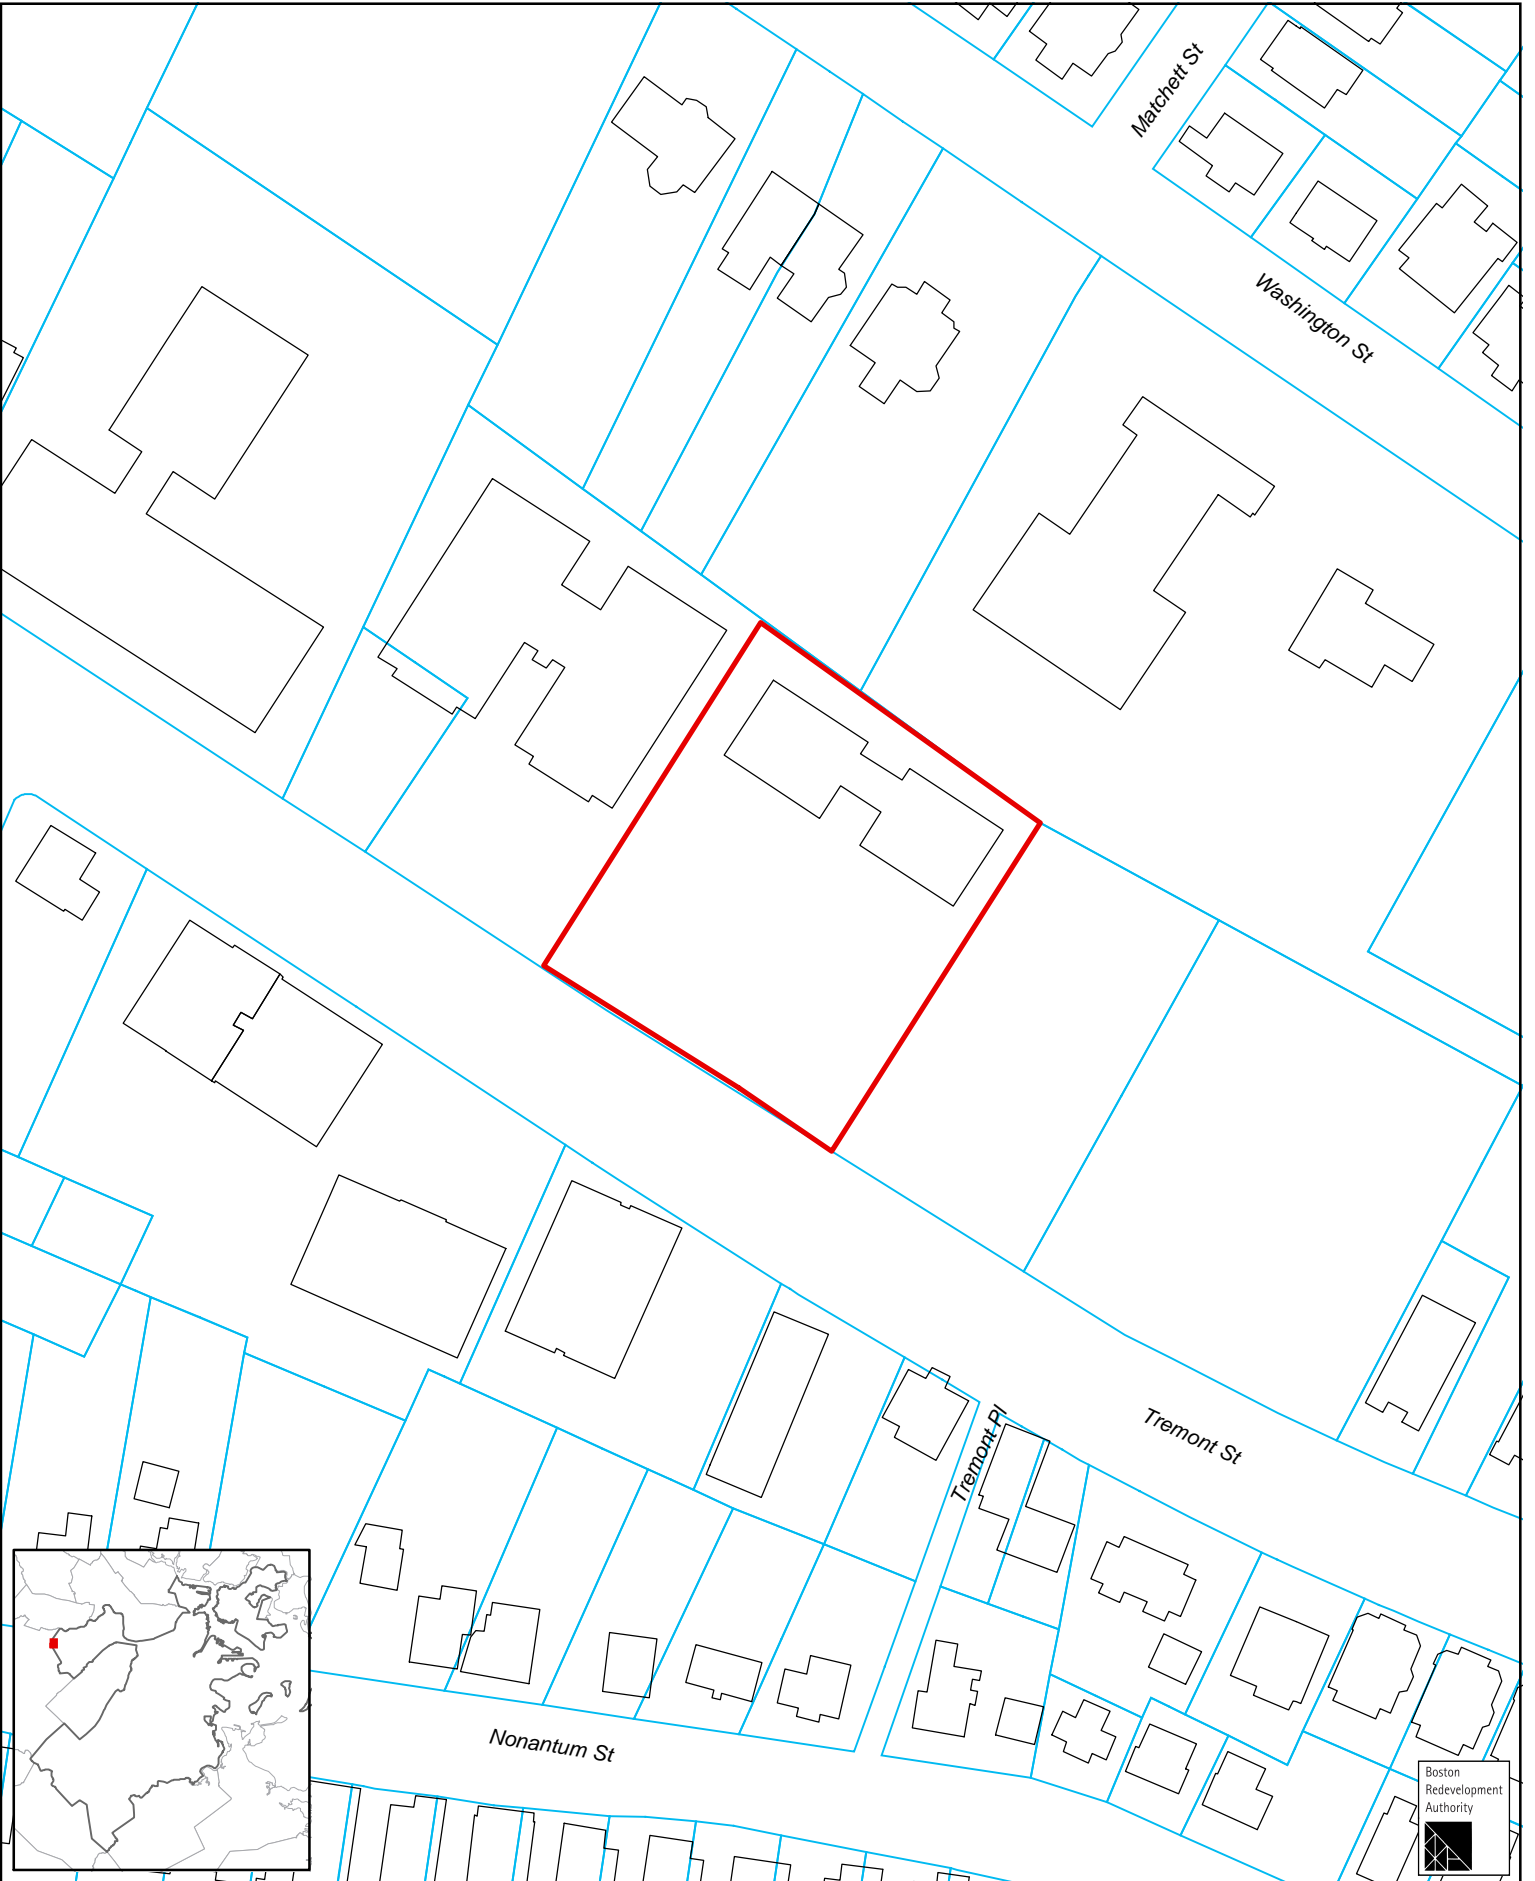 Matchett St
Washington St
Tremont Pl
Tremont St
Nonantum St
Boston
Redevelopment
Authority